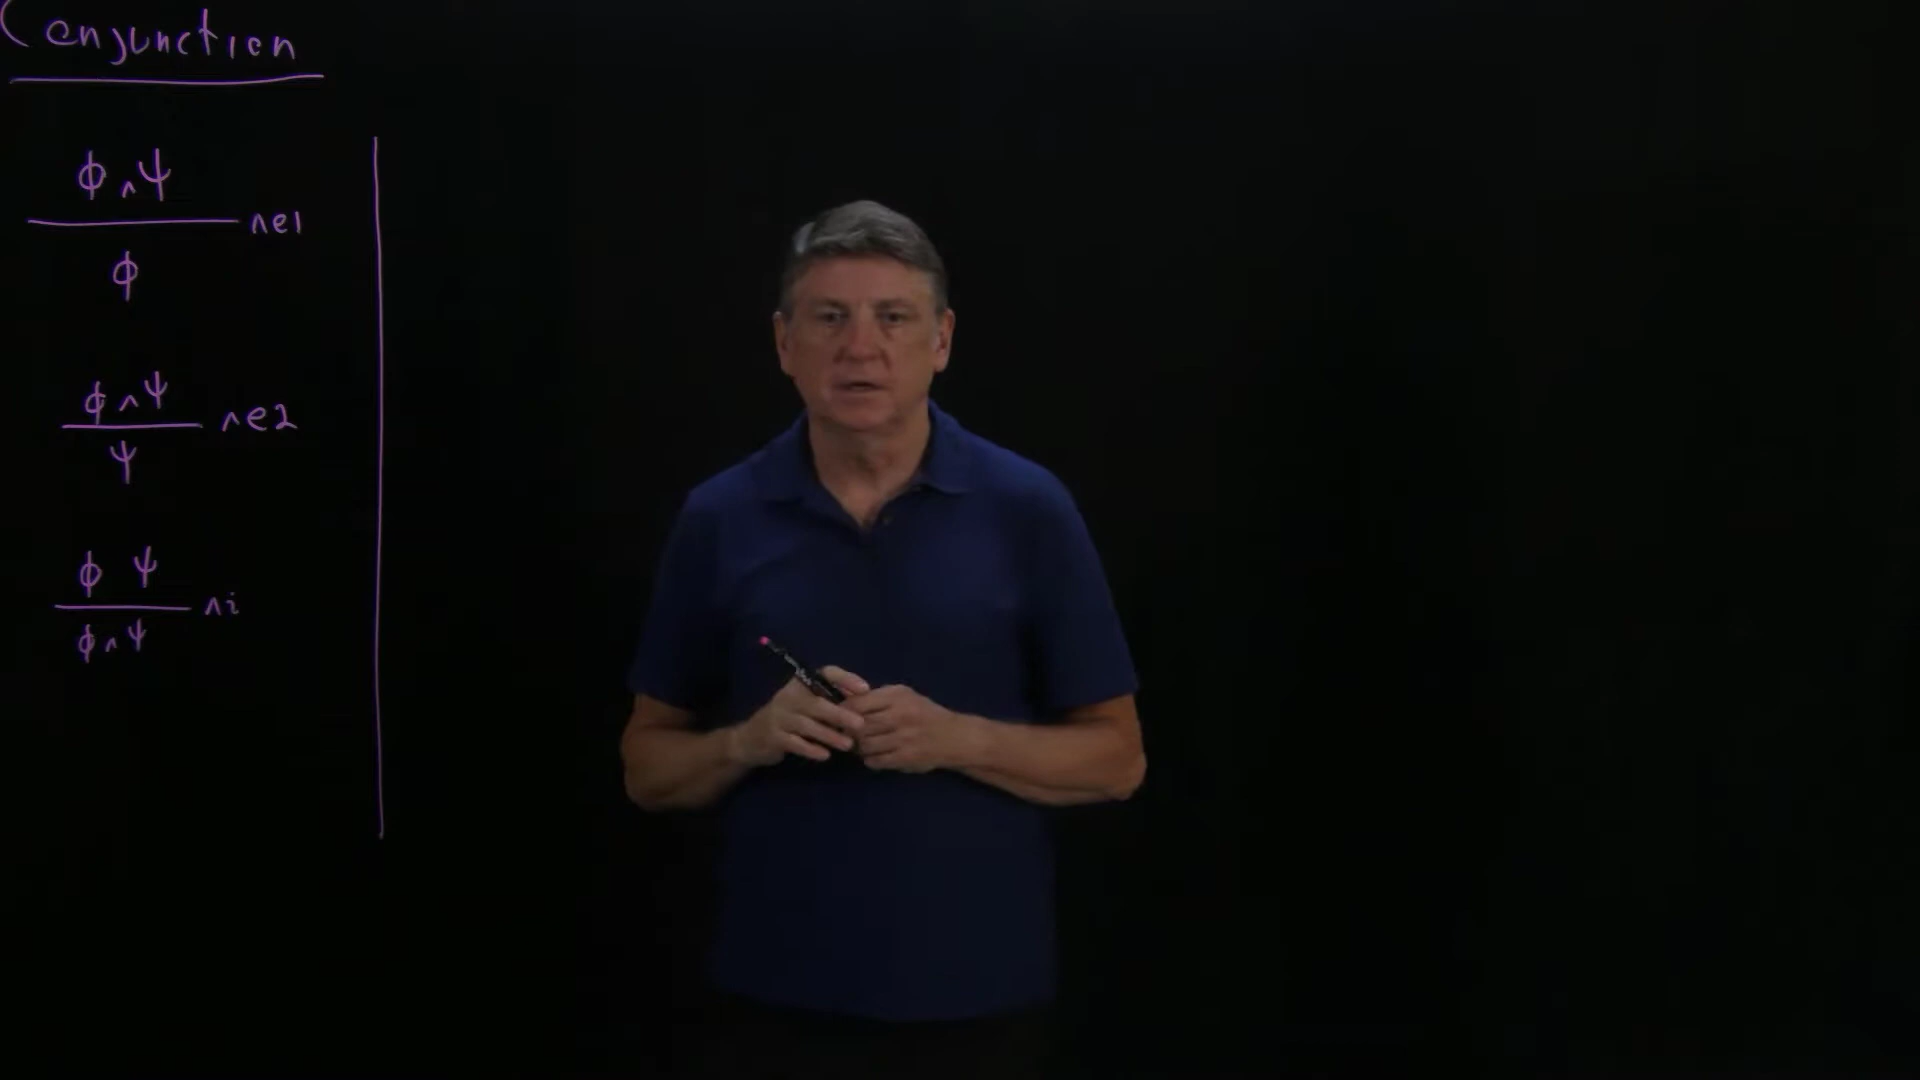 Conjunction
ϕ ∧ ψ
∧e1
ϕ
ϕ ∧ ψ
∧e2
ψ
ϕ ψ
∧i
ϕ ∧ ψ